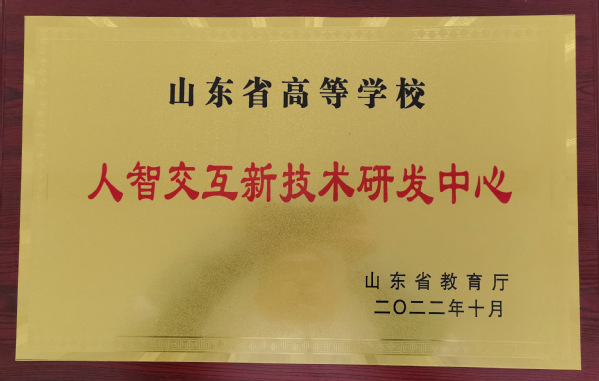 山东省高等学校
人智交互新技术研发中心
山东省教育厅
二〇二二年十月